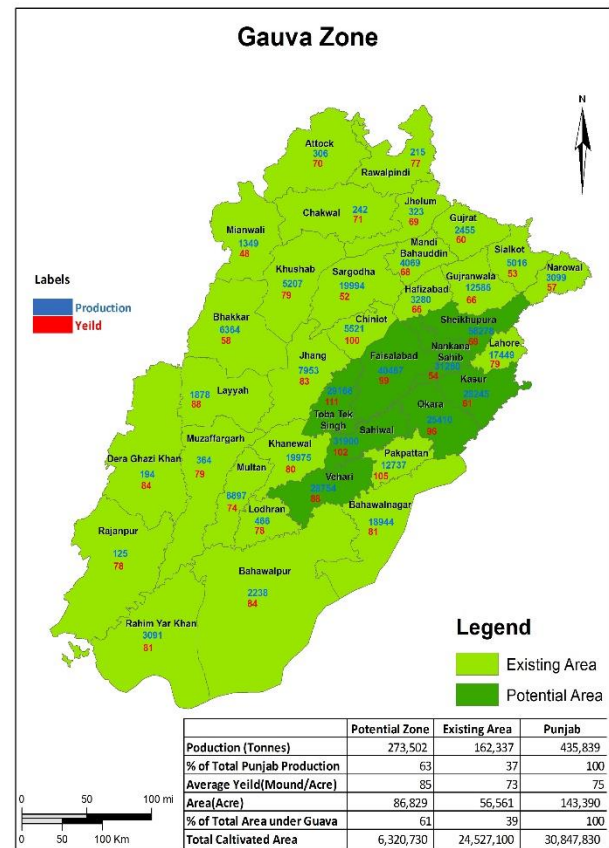 Gauva Zone
N
Attock
306
70
215
77
Rawalpindi
Chakwal
242
71
Jhelum
323
69
Gujrat
2455
60
Mianwali
1349
48
Mandi
Bahauddin
4069
68
Sialkot
5016
53
Narowal
3099
57
Khushab
5207
79
Sargodha
19994
52
Gujranwala
12586
66
Hafizabad
3280
66
Labels
Production
Yeild
Bhakkar
6364
58
Chiniot
5521
100
Sheikhupura
Lahore
17449
79
Faisalabad
Nankana
Sahib
54
Kasur
Jhang
7953
83
Layyah
1878
88
111
Toba Tek
Singh
Okara
Sahiwal
102
Muzaffargarh
364
79
Khanewal
19975
80
Pakpattan
12737
105
Dera Ghazi Khan
194
84
Multan
6897
74
Vehari
Lodhran
78
Bahawalnagar
18944
81
Rajanpur
125
78
Bahawalpur
2238
84
Rahim Yar Khan
3091
81
Legend
Existing Area
Potential Area
Potential Zone Existing Area Punjab
Poduction (Tonnes) 273,502 162,337 435,839
% of Total Punjab Production 63 37 100
Average Yeild(Mound/Acre) 85 73 75
Area(Acre) 86,829 56,561 143,390
% of Total Area under Guava 61 39 100
Total Caltivated Area 6,320,730 24,527,100 30,847,830
0 50 100 mi
0 50 100 Km